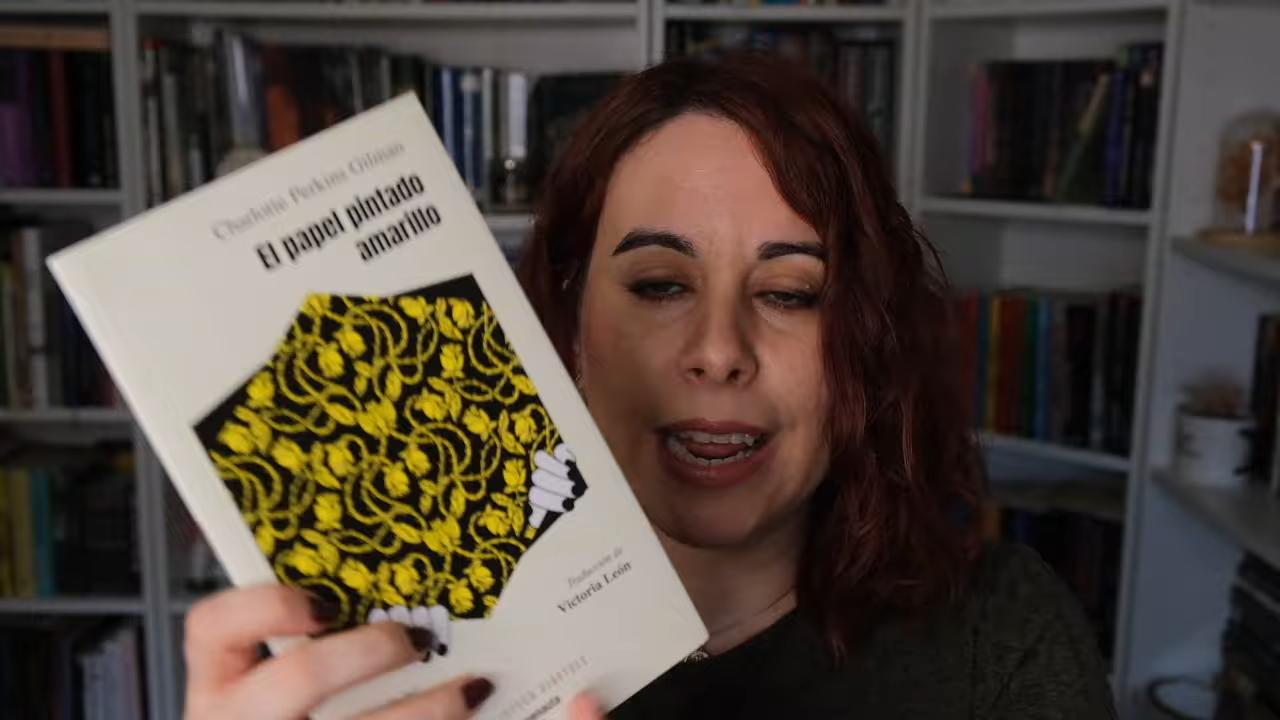 Charlotte Perkins Gilman
El papel pintado
amarillo
Traducción de
Victoria León